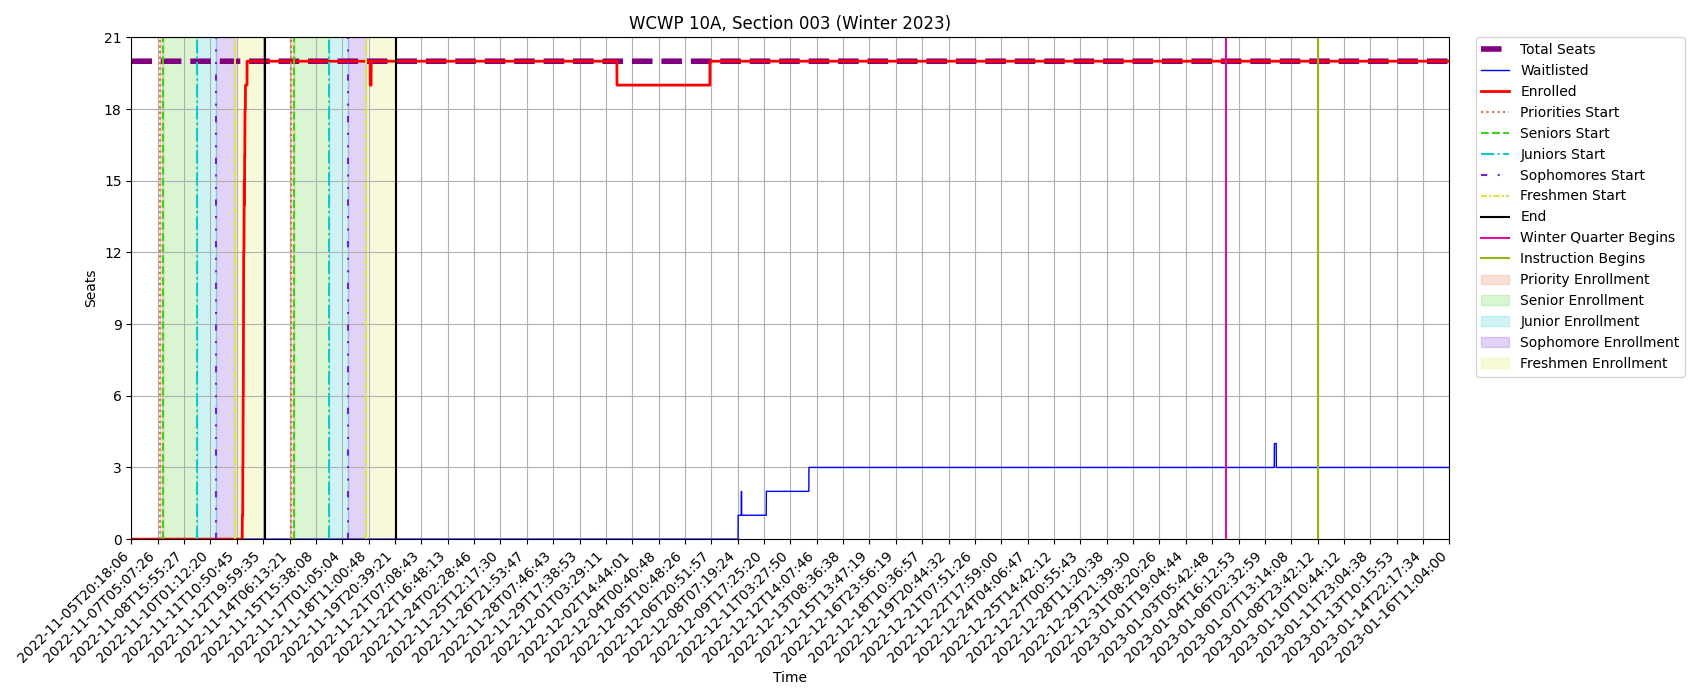 WCWP 10A, Section 003 (Winter 2023)
21
18
15
12
9
6
3
0
Seats
2022-11-05T20:18:06
2022-11-07T05:07:26
2022-11-08T15:55:27
2022-11-10T01:12:20
2022-11-11T10:50:45
2022-11-12T19:59:35
2022-11-14T06:13:21
2022-11-15T15:38:08
2022-11-17T01:05:04
2022-11-18T11:00:48
2022-11-19T20:39:21
2022-11-21T07:08:43
2022-11-22T16:48:13
2022-11-24T02:28:46
2022-11-25T12:17:30
2022-11-26T21:53:47
2022-11-28T07:46:43
2022-11-29T17:38:53
2022-12-01T03:29:11
2022-12-02T14:44:01
2022-12-04T00:40:48
2022-12-05T10:48:26
2022-12-06T20:51:57
2022-12-08T07:19:24
2022-12-09T17:25:20
2022-12-11T03:27:50
2022-12-12T14:07:46
2022-12-13T08:36:38
2022-12-15T13:47:19
2022-12-16T23:56:19
2022-12-18T10:36:57
2022-12-19T20:44:32
2022-12-21T07:51:26
2022-12-22T17:59:00
2022-12-24T04:06:47
2022-12-25T14:42:12
2022-12-27T00:55:43
2022-12-28T11:20:38
2022-12-29T21:39:30
2022-12-31T08:20:26
2023-01-01T19:04:44
2023-01-03T05:42:48
2023-01-04T16:12:53
2023-01-06T02:32:59
2023-01-07T13:14:08
2023-01-08T23:42:12
2023-01-10T10:44:12
2023-01-11T23:04:38
2023-01-13T10:15:53
2023-01-14T22:17:34
2023-01-16T11:04:00
Time
Total Seats
Waitlisted
Enrolled
Priorities Start
Seniors Start
Juniors Start
Sophomores Start
Freshmen Start
End
Winter Quarter Begins
Instruction Begins
Priority Enrollment
Senior Enrollment
Junior Enrollment
Sophomore Enrollment
Freshmen Enrollment